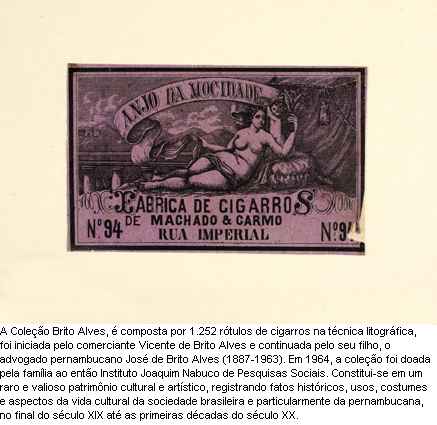 ANJO DA MOCIDADE
FABRICA DE CIGARROS
DE MACHADO & CARMO
Nº 94 RUA IMPERIAL Nº 94
A Coleção Brito Alves, é composta por 1.252 rótulos de cigarros na técnica litográfica,
foi iniciada pelo comerciante Vicente de Brito Alves e continuada pelo seu filho, o
advogado pernambucano José de Brito Alves (1887-1963). Em 1964, a coleção foi doada
pela família ao então Instituto Joaquim Nabuco de Pesquisas Sociais. Constitui-se em um
raro e valioso patrimônio cultural e artístico, registrando fatos históricos, usos, costumes
e aspectos da vida cultural da sociedade brasileira e particularmente da pernambucana,
no final do século XIX até as primeiras décadas do século XX.